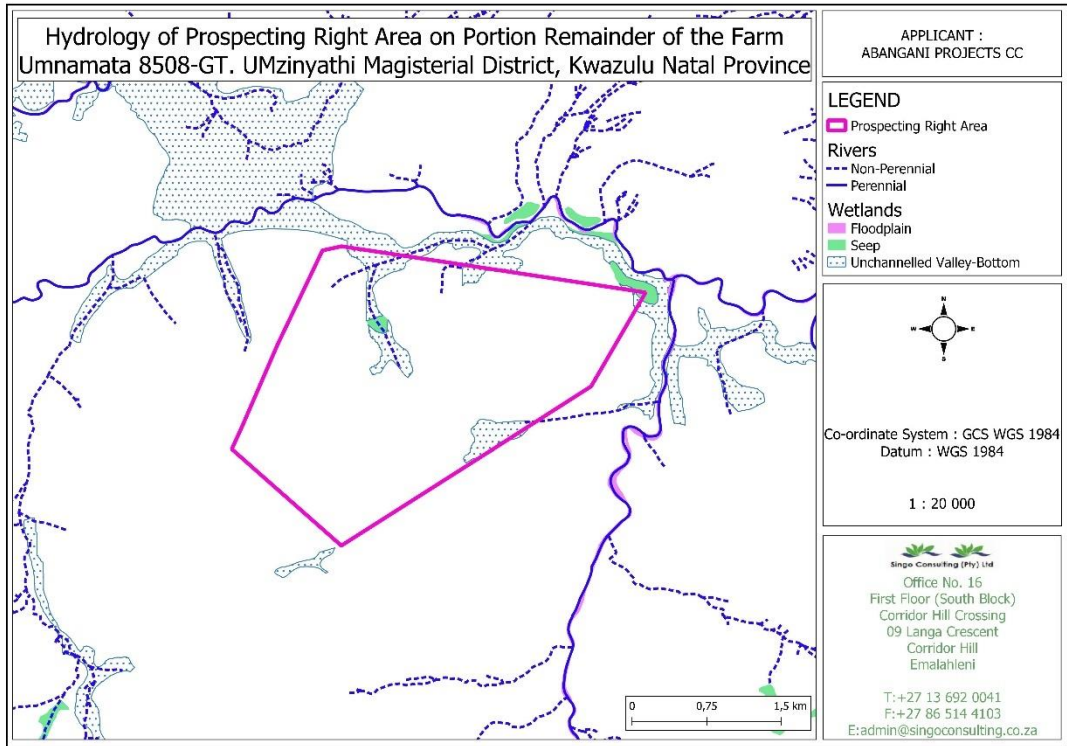 Hydrology of Prospecting Right Area on Portion Remainder of the Farm
Umnamata 8508-GT. UMzinyathi Magisterial District, Kwazulu Natal Province
APPLICANT :
ABANGANI PROJECTS CC
LEGEND
Prospecting Right Area
Rivers
Non-Perennial
Perennial
Wetlands
Floodplain
Seep
Unchannelled Valley-Bottom
N
W
E
S
Co-ordinate System : GCS WGS 1984
Datum : WGS 1984
1 : 20 000
Singo Consulting (Pty) Ltd
Office No. 16
First Floor (South Block)
Corridor Hill Crossing
09 Langa Crescent
Corridor Hill
Emalahleni
T:+27 13 692 0041
F:+27 86 514 4103
E:admin@singoconsulting.co.za
0 0,75 1,5 km